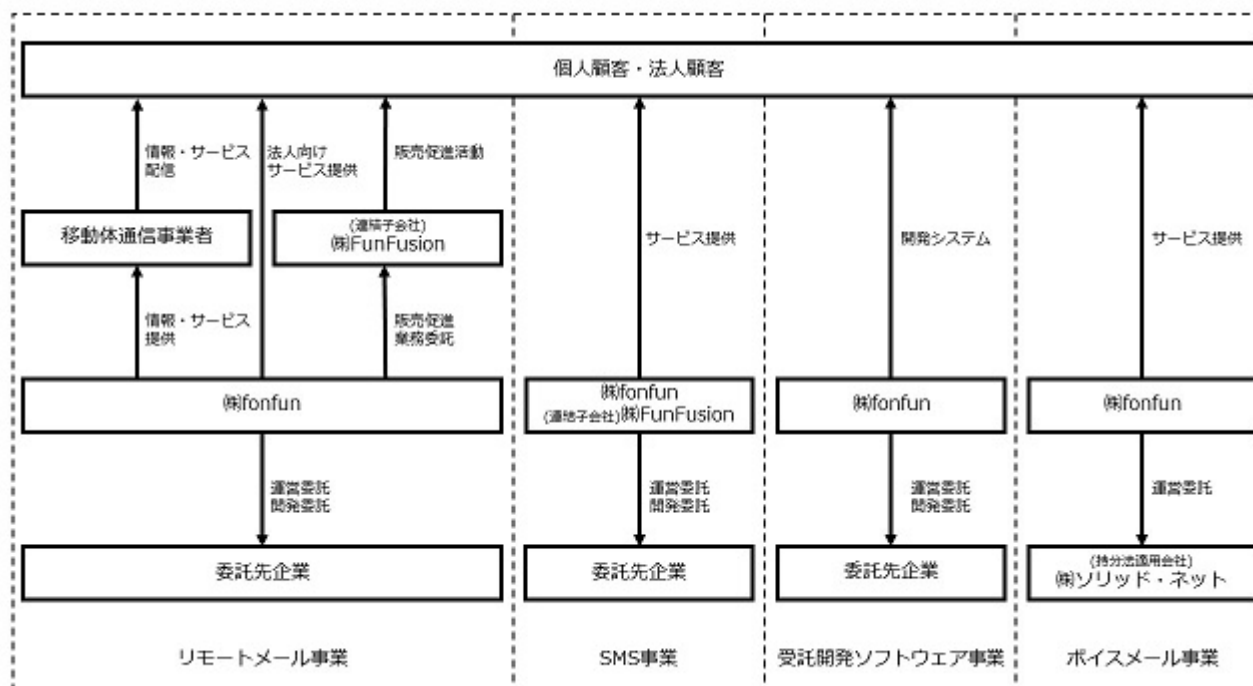 個人顧客・法人顧客
情報・サービス
配信
法人向け
サービス提供
販売促進活動
移動体通信事業者
(連結子会社)
㈱FunFusion
サービス提供
開発システム
サービス提供
情報・サービス
提供
販売促進
業務委託
㈱fonfun
㈱fonfun
(連結子会社)㈱FunFusion
㈱fonfun
㈱fonfun
運営委託
開発委託
運営委託
開発委託
運営委託
開発委託
運営委託
委託先企業
委託先企業
委託先企業
(持分法適用会社)
㈱ソリッド・ネット
リモートメール事業
SMS事業
受託開発ソフトウェア事業
ボイスメール事業